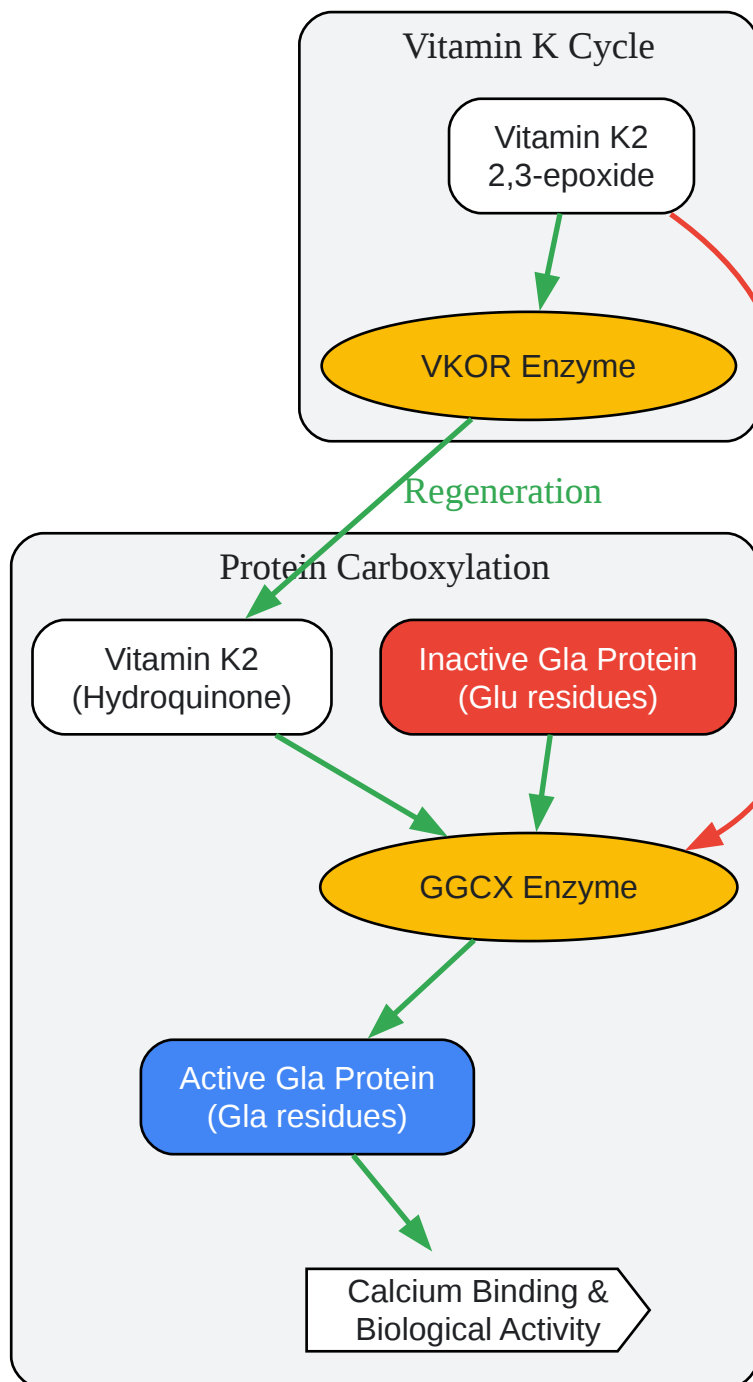 Vitamin K Cycle
Vitamin K2
2,3-epoxide
VKOR Enzyme
Regeneration
Protein Carboxylation
Vitamin K2
(Hydroquinone)
Inactive Gla Protein
(Glu residues)
GGCX Enzyme
Active Gla Protein
(Gla residues)
Calcium Binding &
Biological Activity